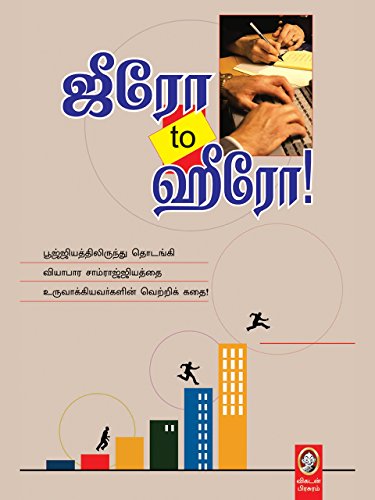 ஜீரோ
to
ஹீரோ!
பூஜ்ஜியத்திலிருந்து தொடங்கி
வியாபார சாம்ராஜ்ஜியத்தை
உருவாக்கியவர்களின் வெற்றிக் கதை!
விகடன்
பிரசுரம்